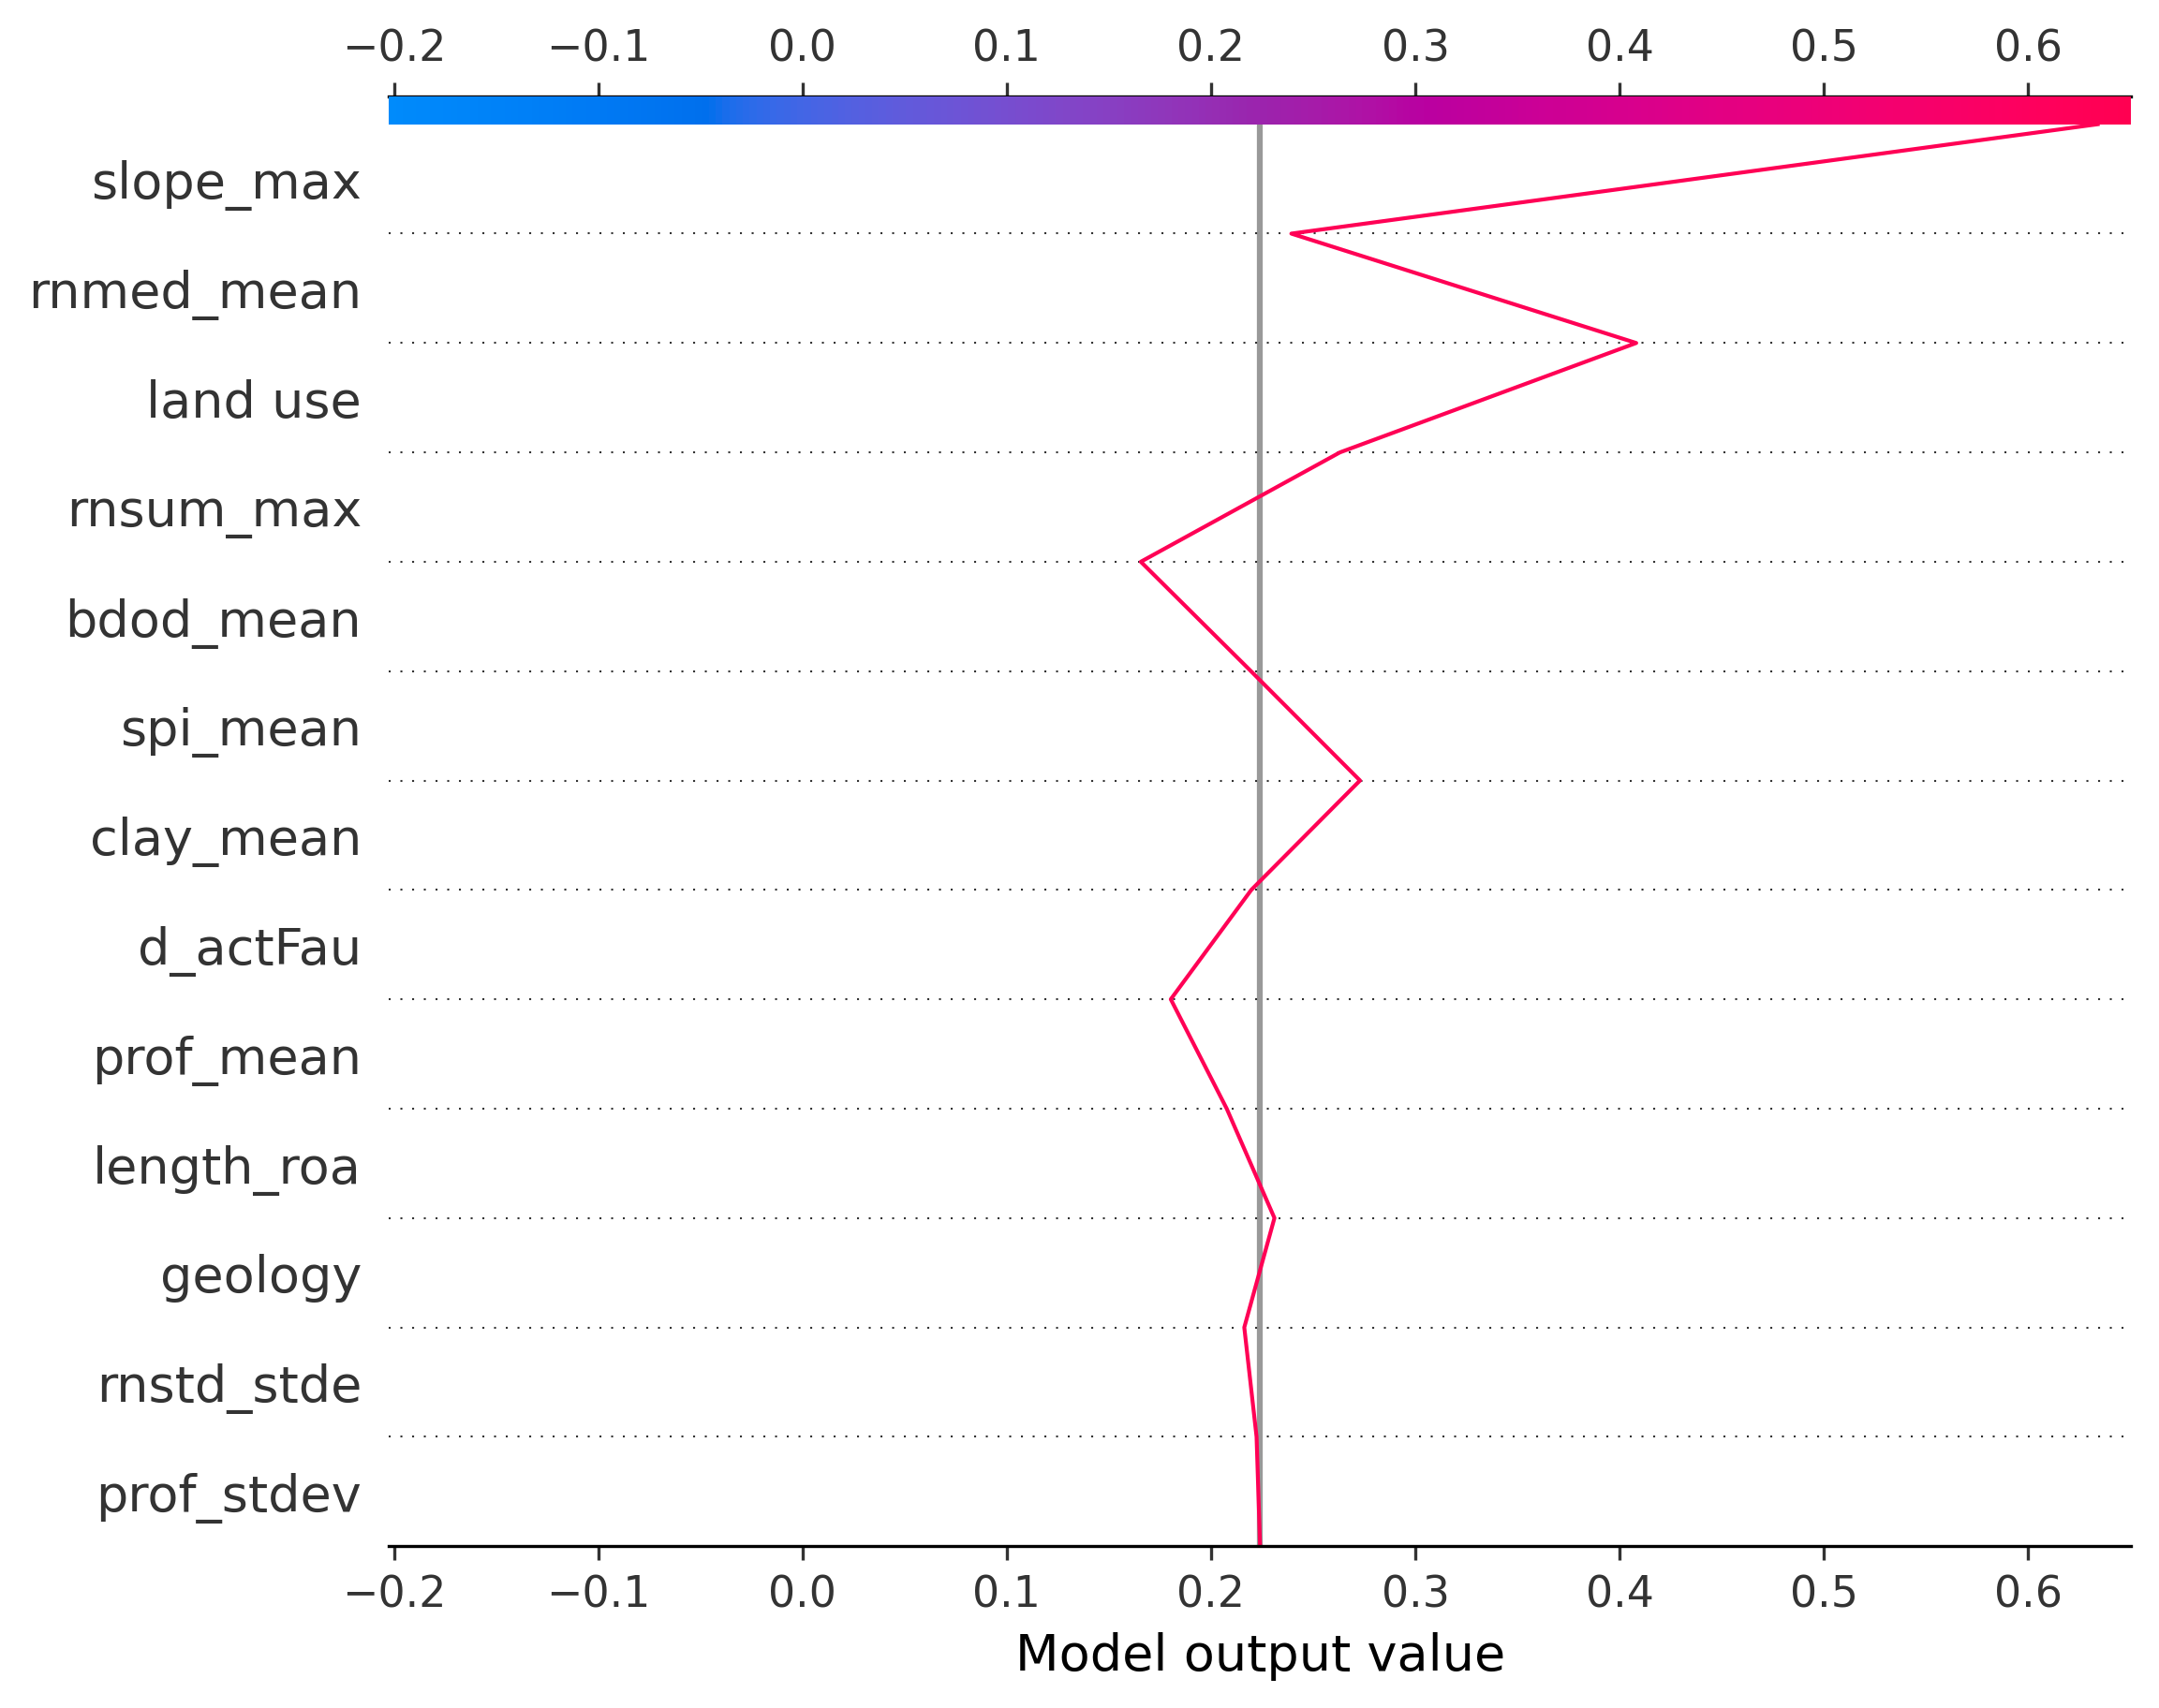 −0.2 −0.1 0.0 0.1 0.2 0.3 0.4 0.5 0.6
slope_max
rnmed_mean
land use
rnsum_max
bdod_mean
spi_mean
clay_mean
d_actFau
prof_mean
length_roa
geology
rnstd_stde
prof_stdev
−0.2 −0.1 0.0 0.1 0.2 0.3 0.4 0.5 0.6
Model output value